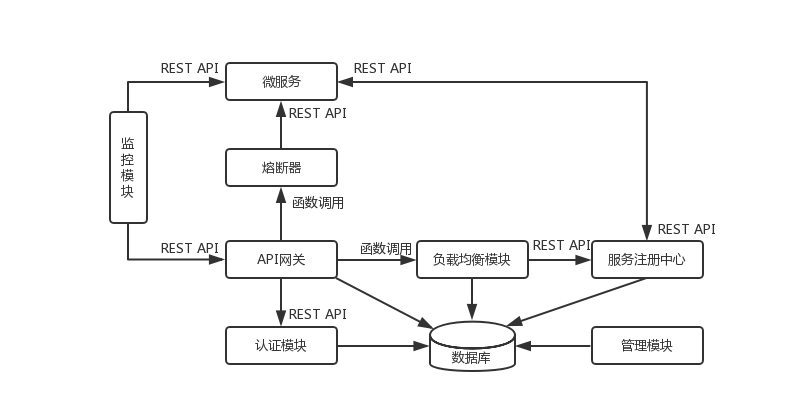 REST API
REST API
微服务
REST API
监控模块
熔断器
函数调用
REST API
REST API
函数调用
REST API
API网关
负载均衡模块
服务注册中心
REST API
认证模块
数据库
管理模块